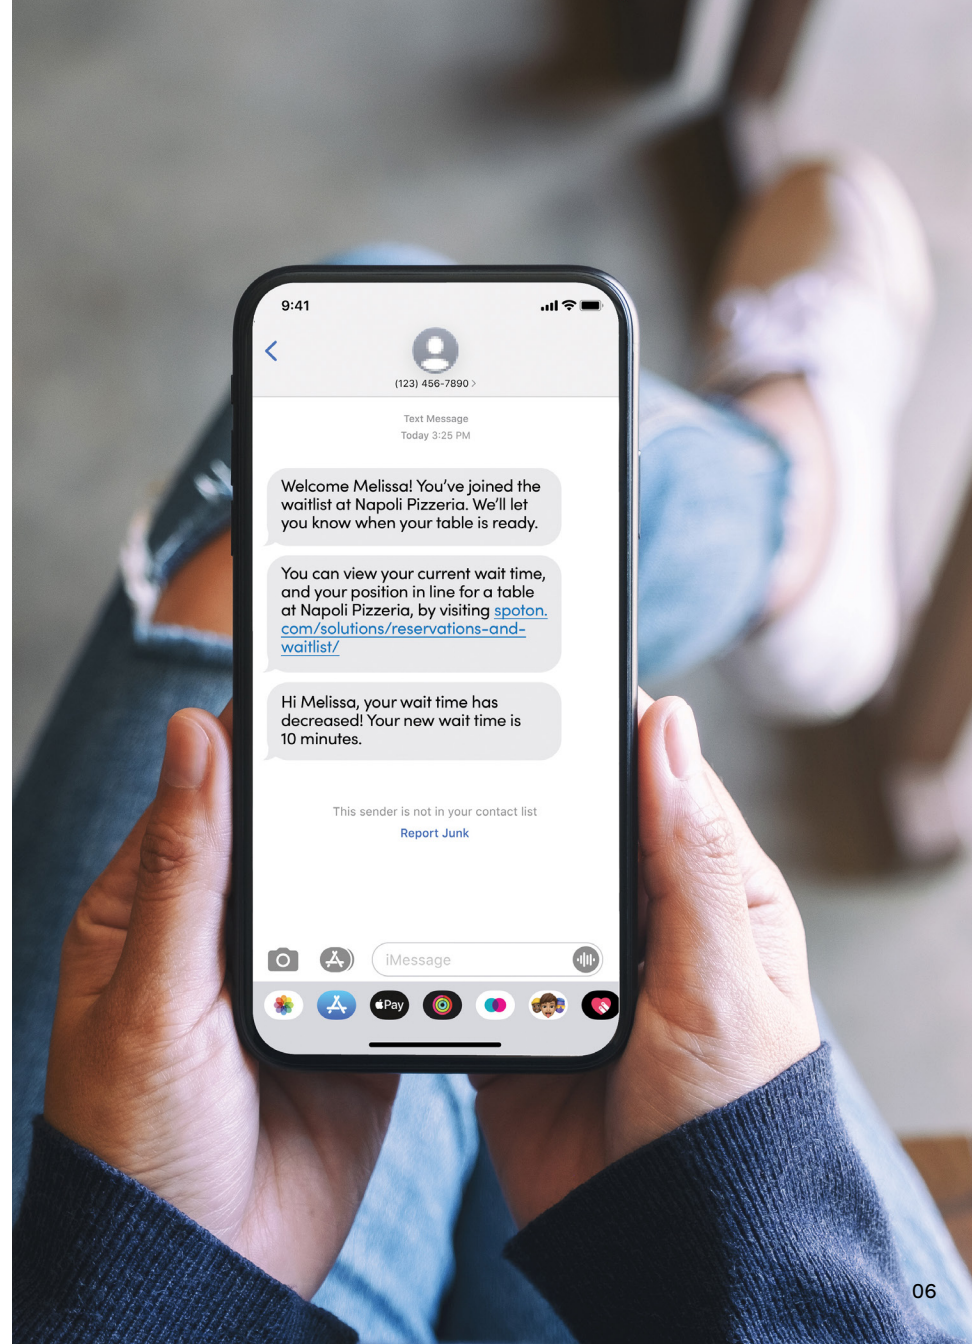 9:41
(123) 456-7890 >
Text Message
Today 3:25 PM
Welcome Melissa! You’ve joined the
waitlist at Napoli Pizzeria. We’ll let
you know when your table is ready.
You can view your current wait time,
and your position in line for a table
at Napoli Pizzeria, by visiting spoton.
com/solutions/reservations-and-
waitlist/
Hi Melissa, your wait time has
decreased! Your new wait time is
10 minutes.
This sender is not in your contact list
Report Junk
iMessage
Pay
06